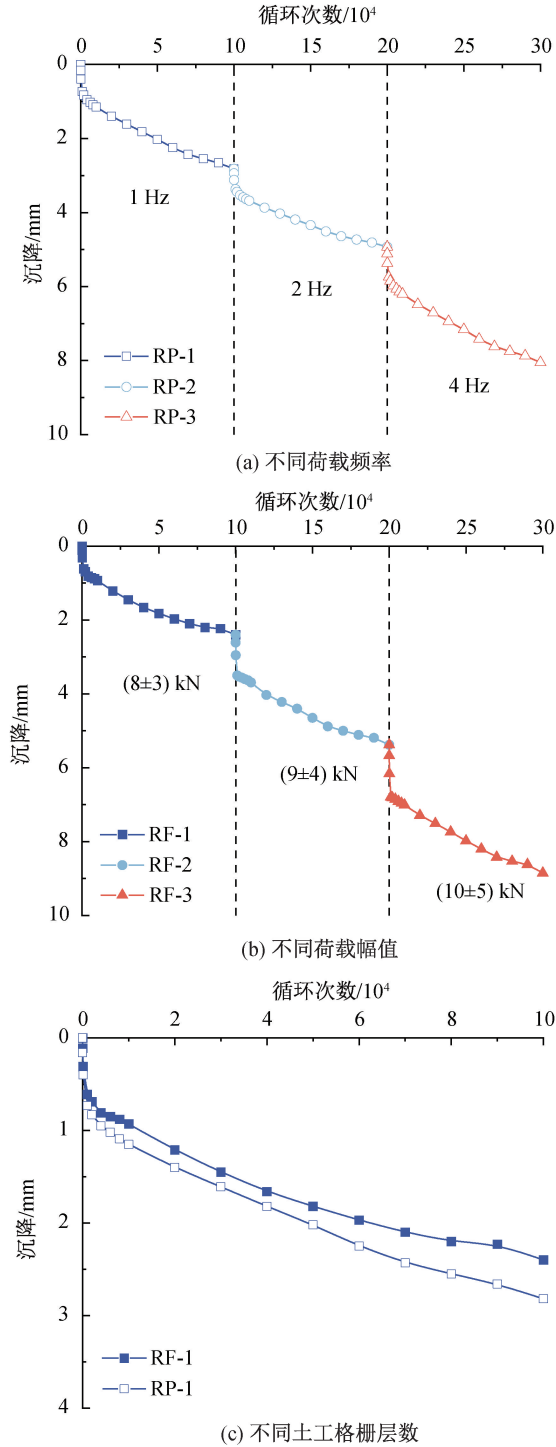 循环次数/10⁴
0 5 10 15 20 25 30
0
2
4
6
8
10
沉降/mm
1 Hz
2 Hz
4 Hz
RP-1
RP-2
RP-3
(a) 不同荷载频率
循环次数/10⁴
0 5 10 15 20 25 30
0
2
4
6
8
10
沉降/mm
(8±3) kN
(9±4) kN
(10±5) kN
RF-1
RF-2
RF-3
(b) 不同荷载幅值
循环次数/10⁴
0 2 4 6 8 10
0
1
2
3
4
沉降/mm
RF-1
RP-1
(c) 不同土工格栅层数